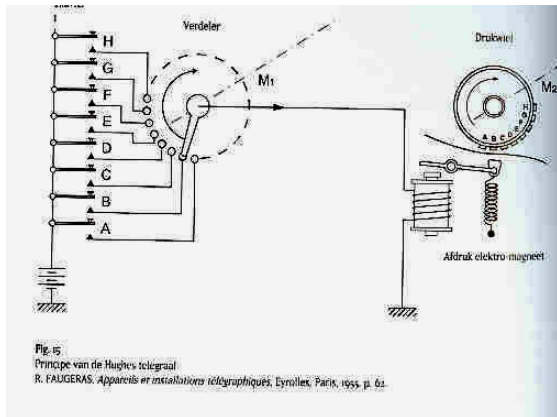 Verdeler
Drukwiel
H
G
F
E
D
C
B
A
M1
M2
A B C D E F G H
Afdruk elektro-magneet
Fig. 15
Principe van de Hughes telegraaf
R. FAUGERAS, Appareils et installations télégraphiques, Eyrolles, Paris, 1955, p. 62.